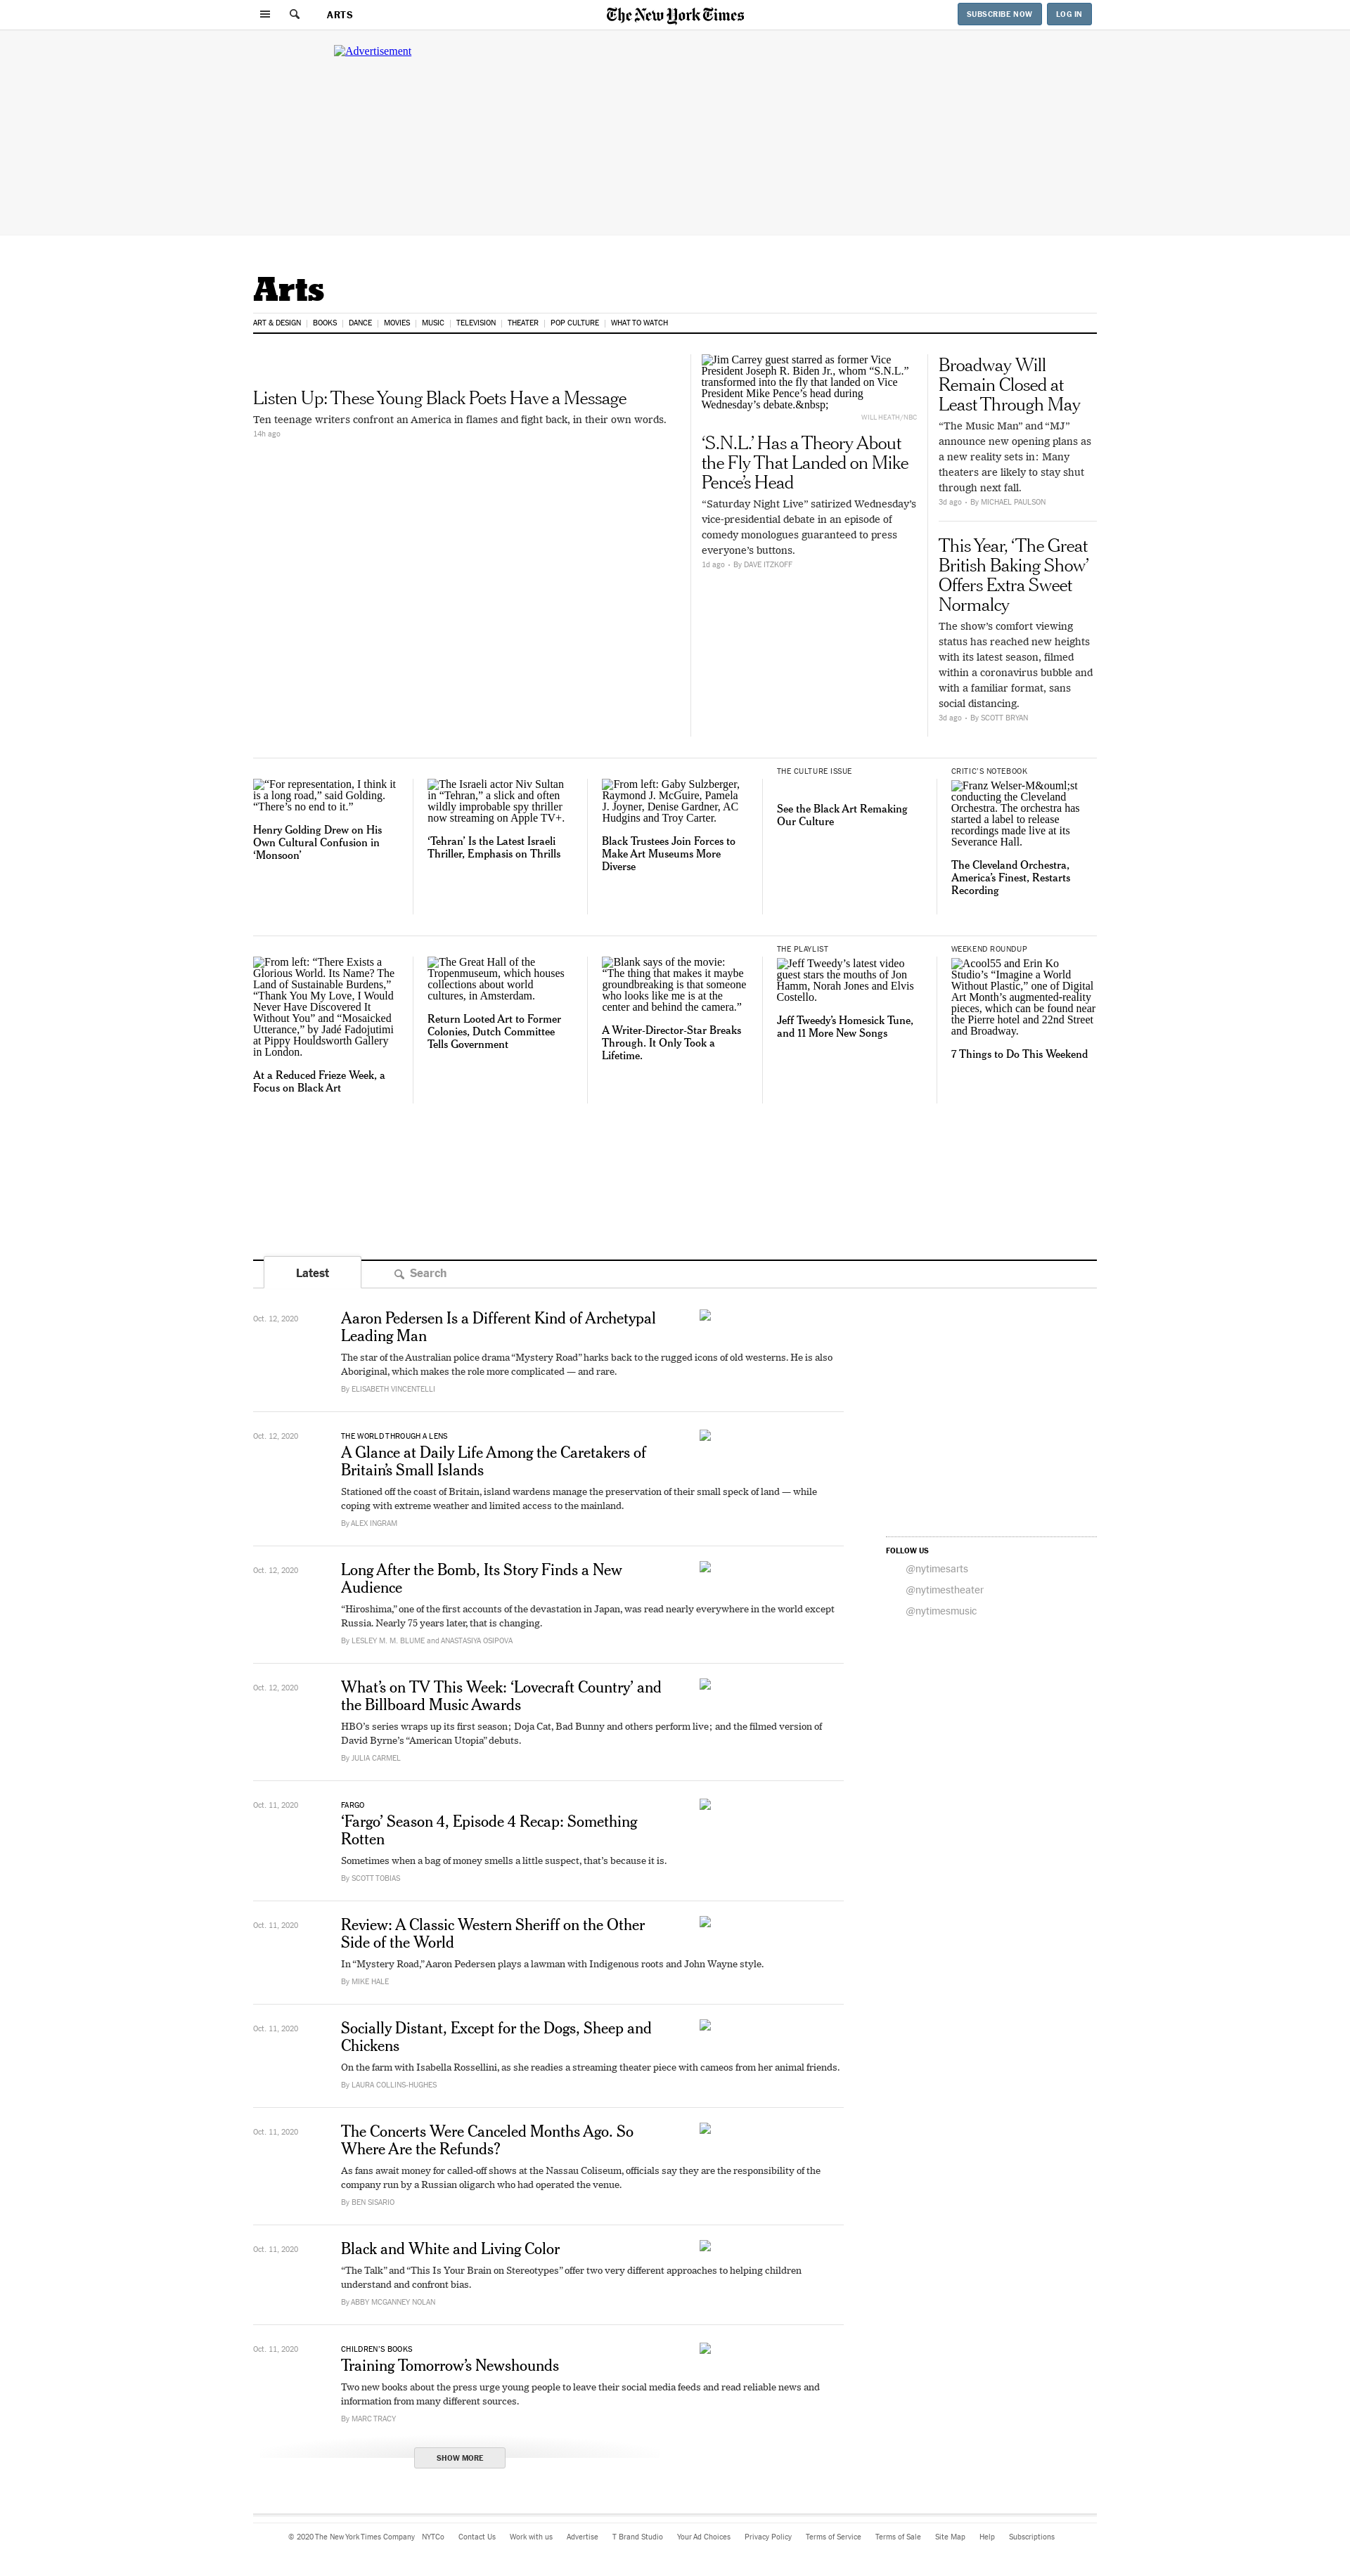 ARTS
The New York Times
SUBSCRIBE NOW
LOG IN
Advertisement
Arts
ART & DESIGN
BOOKS
DANCE
MOVIES
MUSIC
TELEVISION
THEATER
POP CULTURE
WHAT TO WATCH
Listen Up: These Young Black Poets Have a Message
Ten teenage writers confront an America in flames and fight back, in their own words.
14h ago
Jim Carrey guest starred as former Vice
President Joseph R. Biden Jr., whom “S.N.L.”
transformed into the fly that landed on Vice
President Mike Pence’s head during
Wednesday’s debate.&nbsp;
WILL HEATH/NBC
‘S.N.L.’ Has a Theory About
the Fly That Landed on Mike
Pence’s Head
“Saturday Night Live” satirized Wednesday’s
vice-presidential debate in an episode of
comedy monologues guaranteed to press
everyone’s buttons.
1d ago • By DAVE ITZKOFF
Broadway Will
Remain Closed at
Least Through May
“The Music Man” and “MJ”
announce new opening plans as
a new reality sets in: Many
theaters are likely to stay shut
through next fall.
3d ago • By MICHAEL PAULSON
This Year, ‘The Great
British Baking Show’
Offers Extra Sweet
Normalcy
The show’s comfort viewing
status has reached new heights
with its latest season, filmed
within a coronavirus bubble and
with a familiar format, sans
social distancing.
3d ago • By SCOTT BRYAN
“For representation, I think it
is a long road,” said Golding.
“There’s no end to it.”
Henry Golding Drew on His
Own Cultural Confusion in
‘Monsoon’
The Israeli actor Niv Sultan
in “Tehran,” a slick and often
wildly improbable spy thriller
now streaming on Apple TV+.
‘Tehran’ Is the Latest Israeli
Thriller, Emphasis on Thrills
From left: Gaby Sulzberger,
Raymond J. McGuire, Pamela
J. Joyner, Denise Gardner, AC
Hudgins and Troy Carter.
Black Trustees Join Forces to
Make Art Museums More
Diverse
THE CULTURE ISSUE
See the Black Art Remaking
Our Culture
CRITIC’S NOTEBOOK
Franz Welser-M&ouml;st
conducting the Cleveland
Orchestra. The orchestra has
started a label to release
recordings made live at its
Severance Hall.
The Cleveland Orchestra,
America’s Finest, Restarts
Recording
From left: “There Exists a
Glorious World. Its Name? The
Land of Sustainable Burdens,”
“Thank You My Love, I Would
Never Have Discovered It
Without You” and “Mosaicked
Utterance,” by Jadé Fadojutimi
at Pippy Houldsworth Gallery
in London.
At a Reduced Frieze Week, a
Focus on Black Art
The Great Hall of the
Tropenmuseum, which houses
collections about world
cultures, in Amsterdam.
Return Looted Art to Former
Colonies, Dutch Committee
Tells Government
Blank says of the movie:
“The thing that makes it maybe
groundbreaking is that someone
who looks like me is at the
center and behind the camera.”
A Writer-Director-Star Breaks
Through. It Only Took a
Lifetime.
THE PLAYLIST
Jeff Tweedy’s latest video
guest stars the mouths of Jon
Hamm, Norah Jones and Elvis
Costello.
Jeff Tweedy’s Homesick Tune,
and 11 More New Songs
WEEKEND ROUNDUP
Acool55 and Erin Ko
Studio’s “Imagine a World
Without Plastic,” one of Digital
Art Month’s augmented-reality
pieces, which can be found near
the Pierre hotel and 22nd Street
and Broadway.
7 Things to Do This Weekend
Latest
Search
Oct. 12, 2020
Aaron Pedersen Is a Different Kind of Archetypal
Leading Man
The star of the Australian police drama “Mystery Road” harks back to the rugged icons of old westerns. He is also
Aboriginal, which makes the role more complicated — and rare.
By ELISABETH VINCENTELLI
Oct. 12, 2020
THE WORLD THROUGH A LENS
A Glance at Daily Life Among the Caretakers of
Britain’s Small Islands
Stationed off the coast of Britain, island wardens manage the preservation of their small speck of land — while
coping with extreme weather and limited access to the mainland.
By ALEX INGRAM
FOLLOW US
@nytimesarts
@nytimestheater
@nytimesmusic
Oct. 12, 2020
Long After the Bomb, Its Story Finds a New
Audience
“Hiroshima,” one of the first accounts of the devastation in Japan, was read nearly everywhere in the world except
Russia. Nearly 75 years later, that is changing.
By LESLEY M. M. BLUME and ANASTASIYA OSIPOVA
Oct. 12, 2020
What’s on TV This Week: ‘Lovecraft Country’ and
the Billboard Music Awards
HBO’s series wraps up its first season; Doja Cat, Bad Bunny and others perform live; and the filmed version of
David Byrne’s “American Utopia” debuts.
By JULIA CARMEL
Oct. 11, 2020
FARGO
‘Fargo’ Season 4, Episode 4 Recap: Something
Rotten
Sometimes when a bag of money smells a little suspect, that’s because it is.
By SCOTT TOBIAS
Oct. 11, 2020
Review: A Classic Western Sheriff on the Other
Side of the World
In “Mystery Road,” Aaron Pedersen plays a lawman with Indigenous roots and John Wayne style.
By MIKE HALE
Oct. 11, 2020
Socially Distant, Except for the Dogs, Sheep and
Chickens
On the farm with Isabella Rossellini, as she readies a streaming theater piece with cameos from her animal friends.
By LAURA COLLINS-HUGHES
Oct. 11, 2020
The Concerts Were Canceled Months Ago. So
Where Are the Refunds?
As fans await money for called-off shows at the Nassau Coliseum, officials say they are the responsibility of the
company run by a Russian oligarch who had operated the venue.
By BEN SISARIO
Oct. 11, 2020
Black and White and Living Color
“The Talk” and “This Is Your Brain on Stereotypes” offer two very different approaches to helping children
understand and confront bias.
By ABBY MCGANNEY NOLAN
Oct. 11, 2020
CHILDREN’S BOOKS
Training Tomorrow’s Newshounds
Two new books about the press urge young people to leave their social media feeds and read reliable news and
information from many different sources.
By MARC TRACY
SHOW MORE
© 2020 The New York Times Company
NYTCo
Contact Us
Work with us
Advertise
T Brand Studio
Your Ad Choices
Privacy Policy
Terms of Service
Terms of Sale
Site Map
Help
Subscriptions